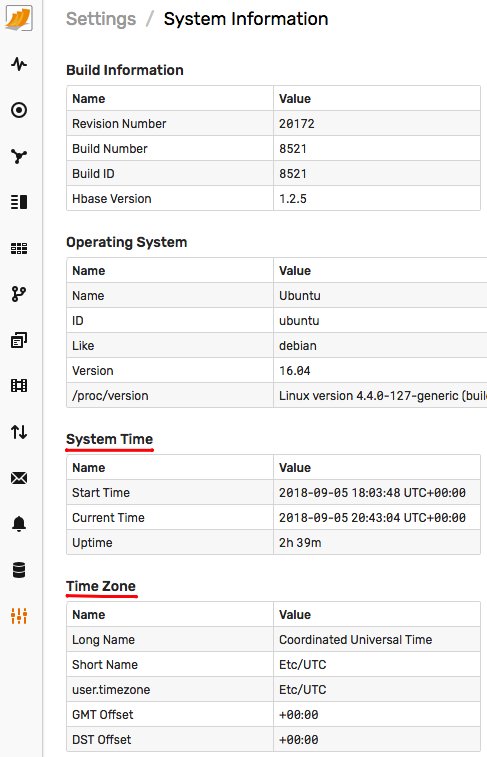 Settings / System Information
Build Information
Name Value
Revision Number 20172
Build Number 8521
Build ID 8521
Hbase Version 1.2.5
Operating System
Name Value
Name Ubuntu
ID ubuntu
Like debian
Version 16.04
/proc/version Linux version 4.4.0-127-generic (buil
System Time
Name Value
Start Time 2018-09-05 18:03:48 UTC+00:00
Current Time 2018-09-05 20:43:04 UTC+00:00
Uptime 2h 39m
Time Zone
Name Value
Long Name Coordinated Universal Time
Short Name Etc/UTC
user.timezone Etc/UTC
GMT Offset +00:00
DST Offset +00:00